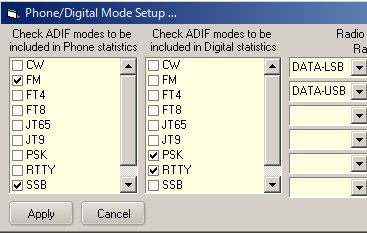 Phone/Digital Mode Setup ...
Check ADIF modes to be
included in Phone statistics
CW
FM
FT4
FT8
JT65
JT9
PSK
RTTY
SSB
Check ADIF modes to be
included in Digital statistics
CW
FM
FT4
FT8
JT65
JT9
PSK
RTTY
SSB
Radio
Ra
DATA-LSB
DATA-USB
Apply
Cancel